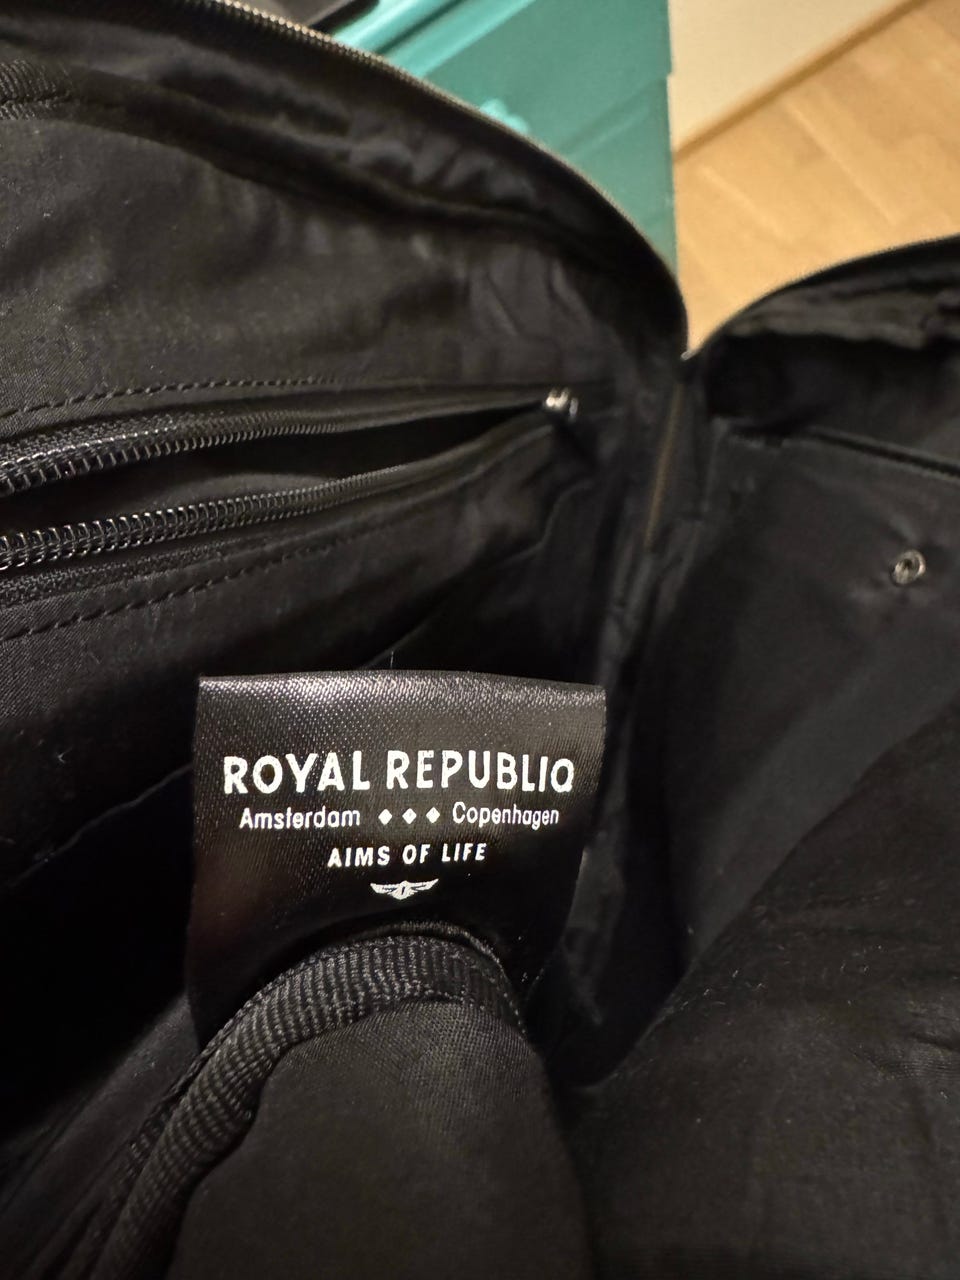 ROYAL REPUBLIQ
Amsterdam ◆ ◆ ◆ Copenhagen
AIMS OF LIFE